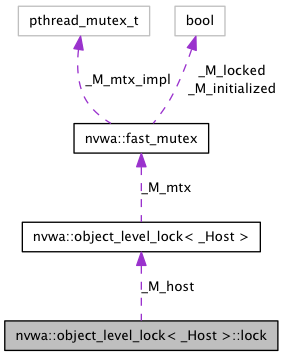 pthread_mutex_t
bool
_M_mtx_impl
_M_locked
_M_initialized
nvwa::fast_mutex
_M_mtx
nvwa::object_level_lock< _Host >
_M_host
nvwa::object_level_lock< _Host >::lock